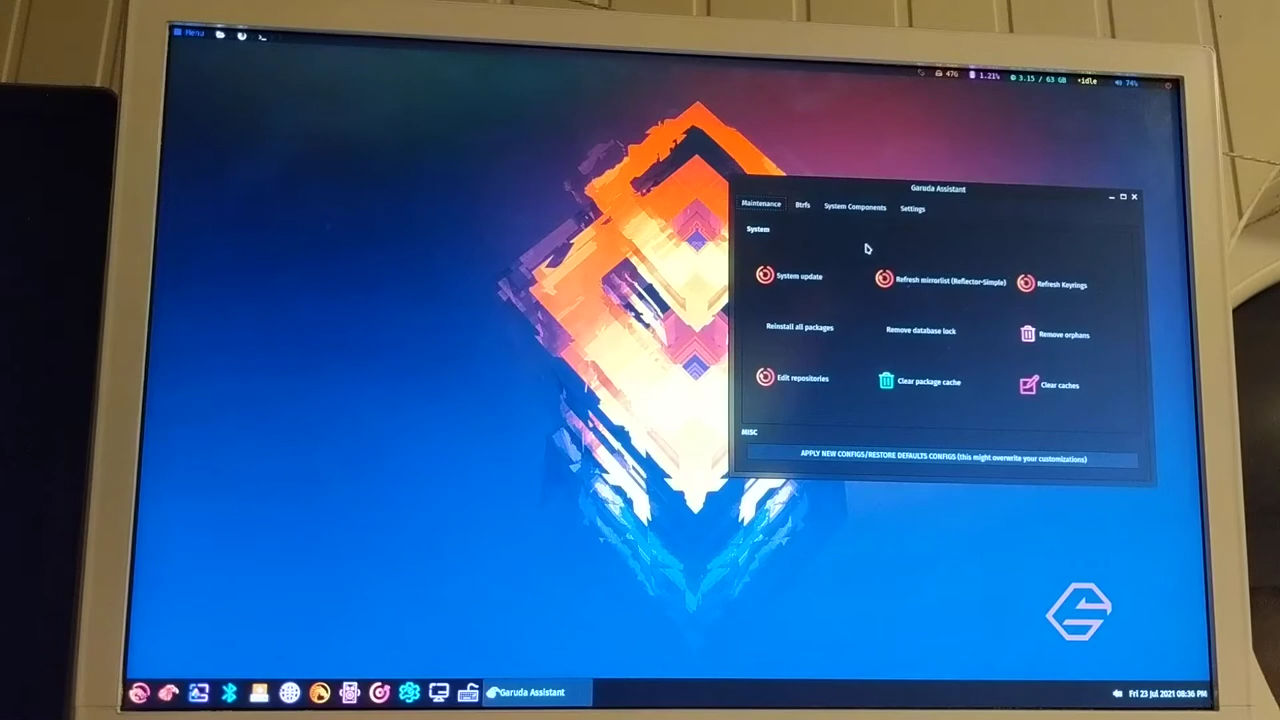 Menu
47G 1.21% 3.15 / 63 GB •idle 74%
Garuda Assistant
Maintenance Btrfs System Components Settings
System
System update Refresh mirrorlist (Reflector-Simple) Refresh Keyrings
Reinstall all packages Remove database lock Remove orphans
Edit repositories Clear package cache Clear caches
MISC
APPLY NEW CONFIGS/RESTORE DEFAULTS CONFIGS (this might overwrite your customizations)
Garuda Assistant
Fri 23 Jul 2021 08:36 PM